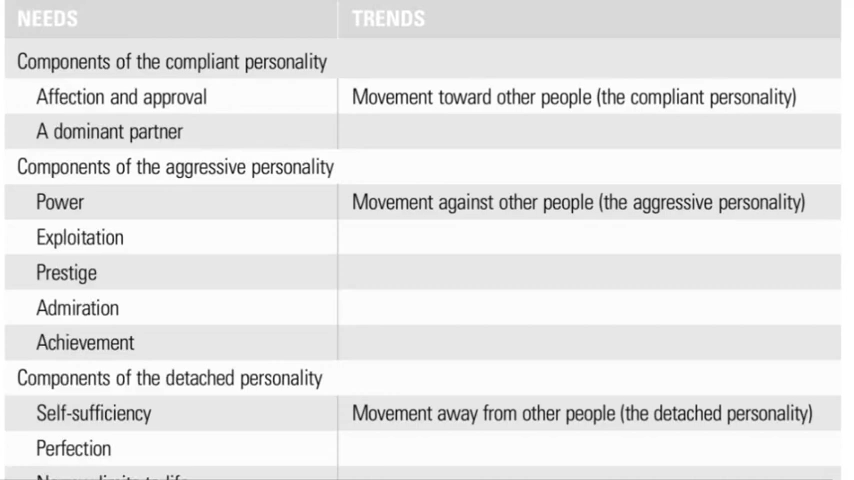 NEEDS TRENDS
Components of the compliant personality
Affection and approval Movement toward other people (the compliant personality)
A dominant partner
Components of the aggressive personality
Power Movement against other people (the aggressive personality)
Exploitation
Prestige
Admiration
Achievement
Components of the detached personality
Self-sufficiency Movement away from other people (the detached personality)
Perfection